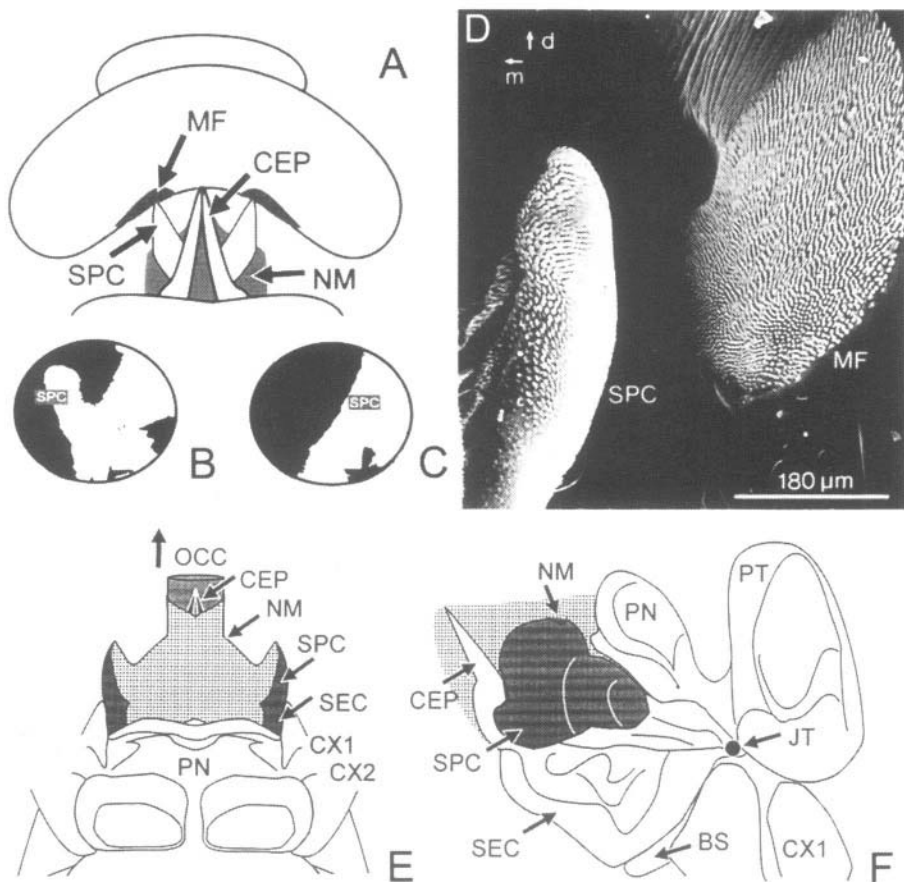 A
MF
CEP
SPC
NM
SPC
B
SPC
C
D
d
m
SPC
MF
180 µm
OCC
CEP
NM
SPC
SEC
CX1
CX2
PN
E
NM
PN
PT
CEP
SPC
JT
SEC
BS
CX1
F